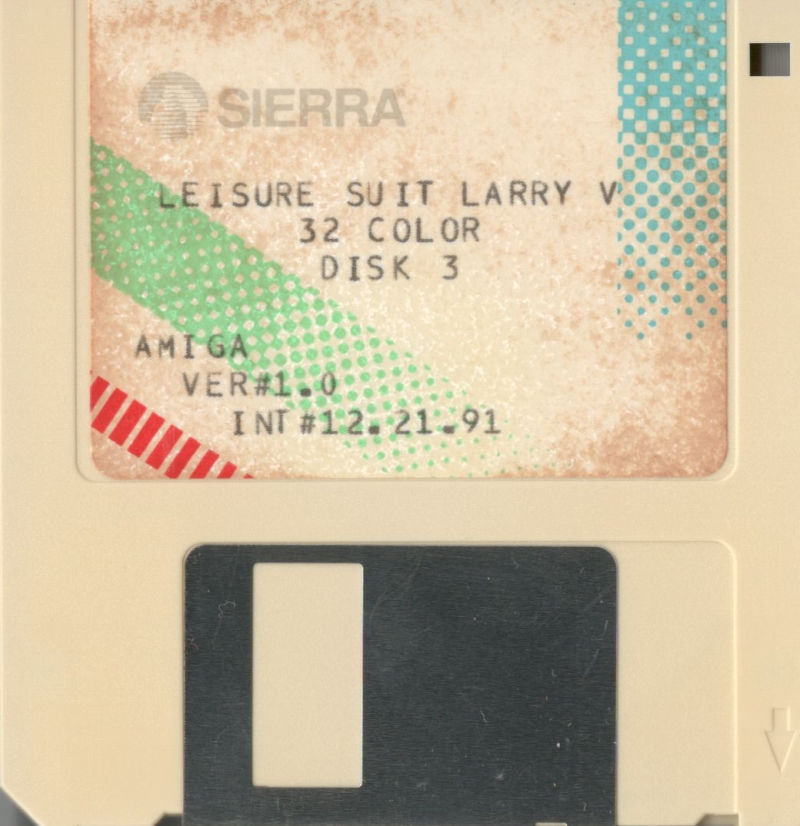 SIERRA
LEISURE SUIT LARRY V
32 COLOR
DISK 3
AMIGA
VER#1.0
INT#12.21.91